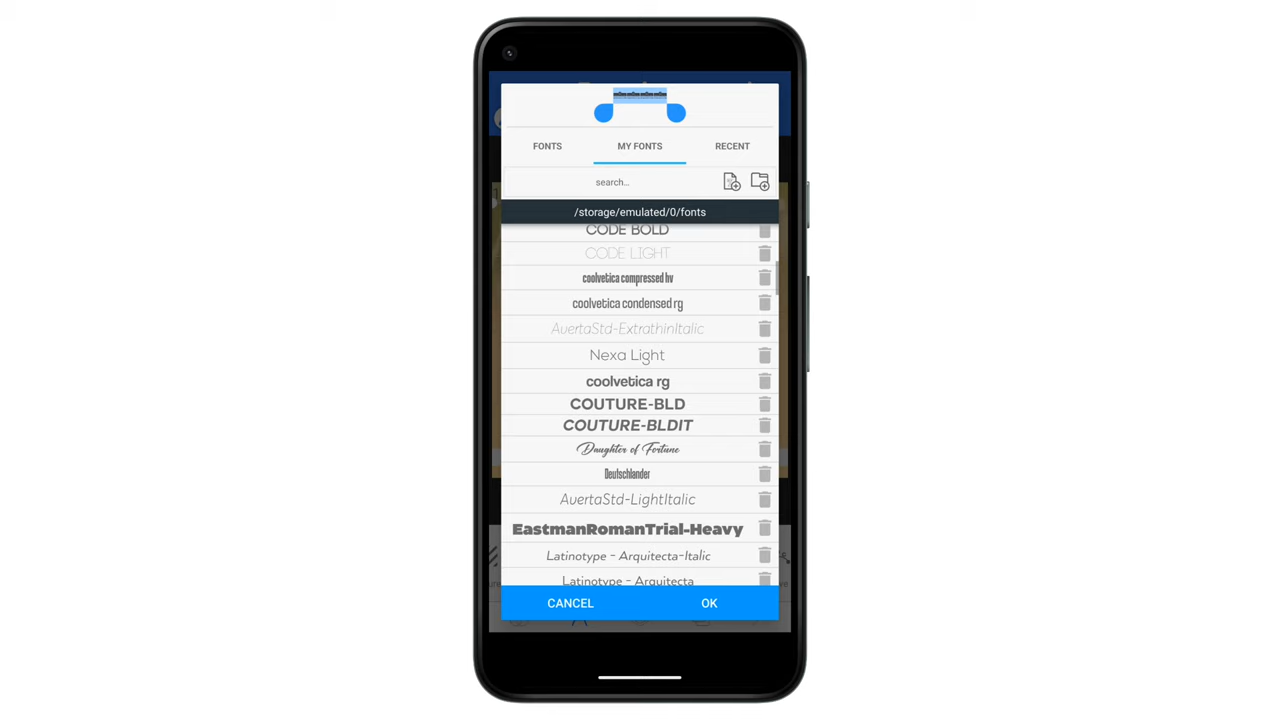 FONTS
MY FONTS
RECENT
search...
/storage/emulated/0/fonts
CODE BOLD
CODE LIGHT
coolvetica compressed hv
coolvetica condensed rg
AvertaStd-ExtrathinItalic
Nexa Light
coolvetica rg
COUTURE-BLD
COUTURE-BLDIT
Daughter of Fortune
Deutschlander
AvertaStd-LightItalic
EastmanRomanTrial-Heavy
Latinotype - Arquitecta-Italic
Latinotype - Arquitecta
CANCEL
OK